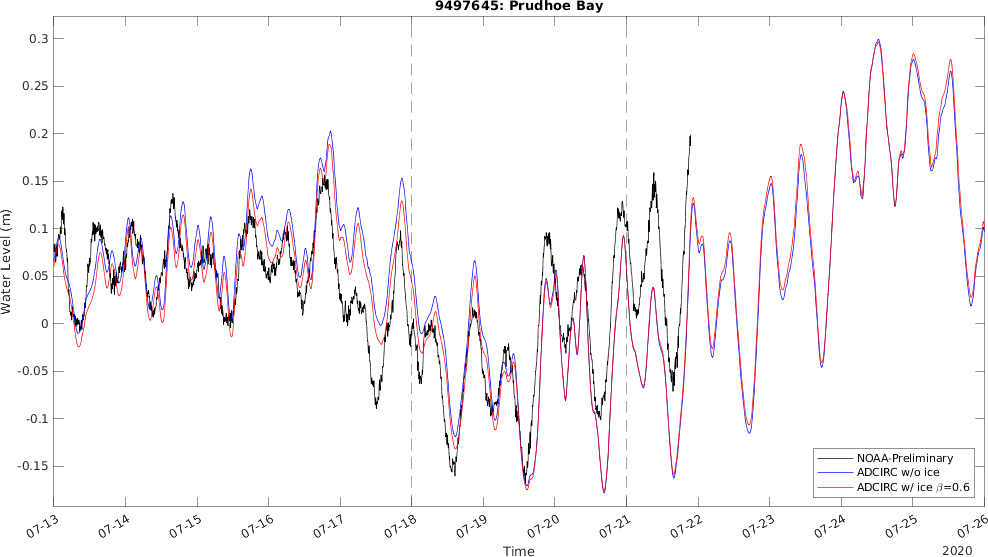 9497645: Prudhoe Bay
Water Level (m)
0.3
0.25
0.2
0.15
0.1
0.05
0
-0.05
-0.1
-0.15
NOAA-Preliminary
ADCIRC w/o ice
ADCIRC w/ ice β=0.6
07-13 07-14 07-15 07-16 07-17 07-18 07-19 07-20 07-21 07-22 07-23 07-24 07-25 07-26
Time
2020